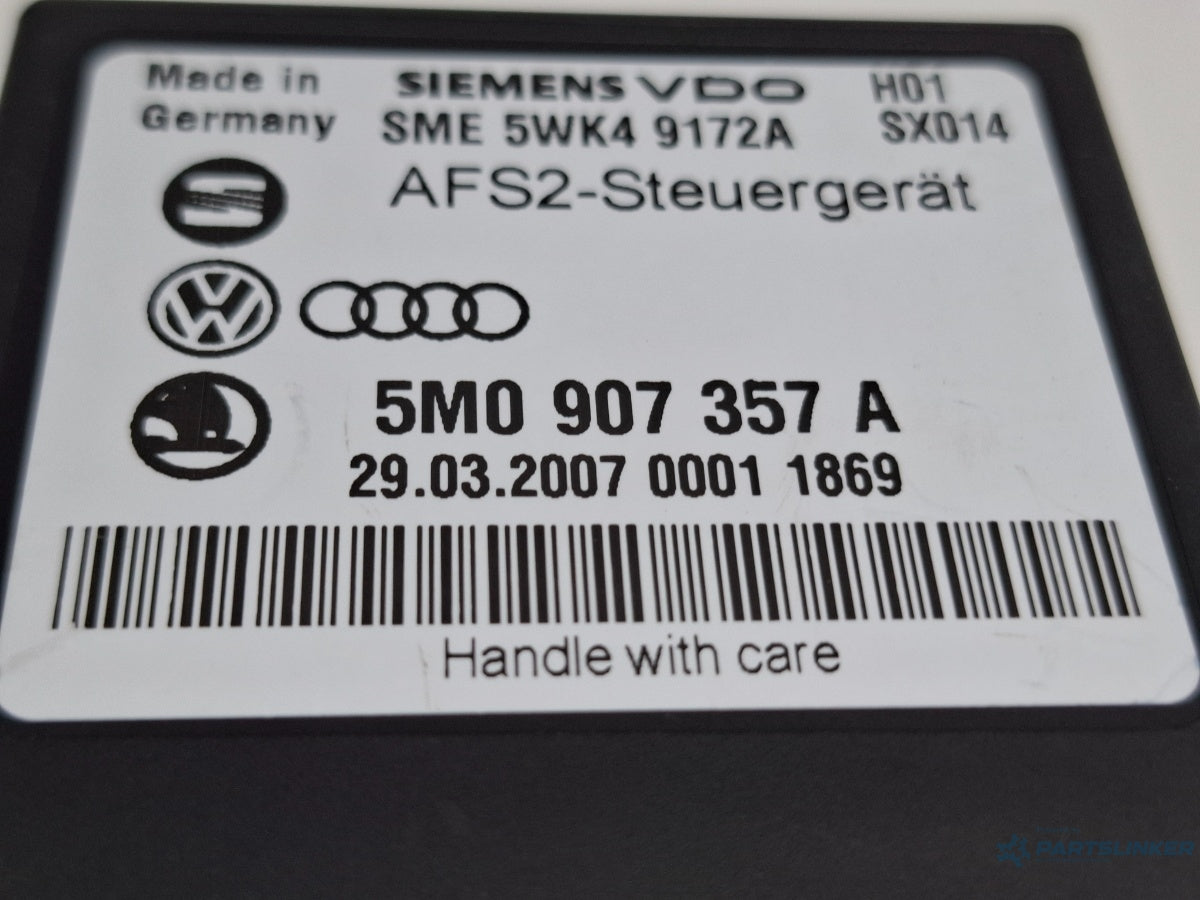 Made in
Germany
SIEMENS VDO
SME 5WK4 9172A
H01
SX014
AFS2-Steuergerät
5M0 907 357 A
29.03.2007 0001 1869
Handle with care
PARTSLINKER